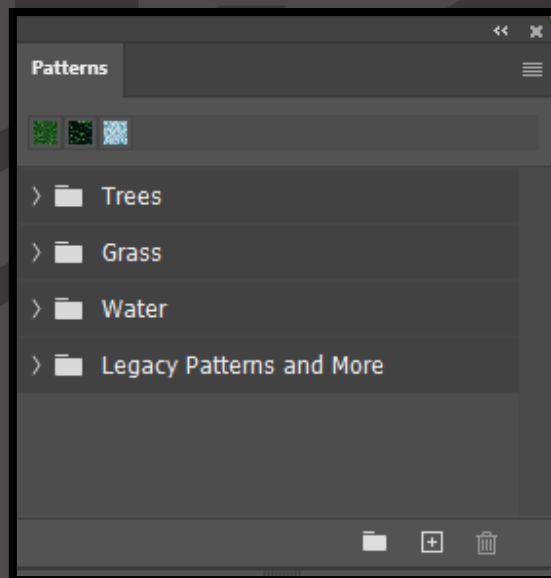 Patterns
Trees
Grass
Water
Legacy Patterns and More